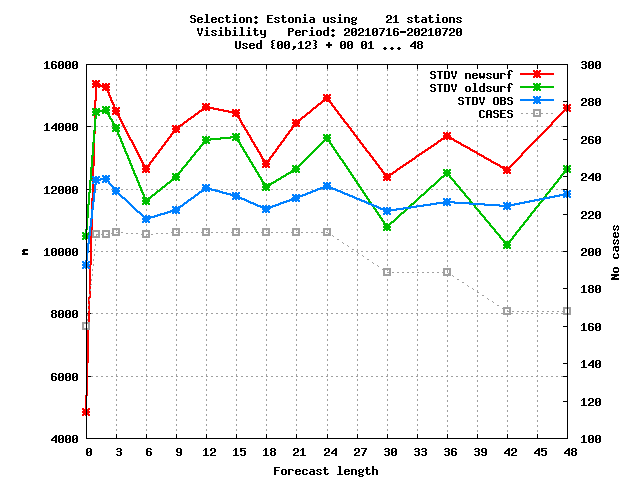 Selection: Estonia using 21 stations
Visibility Period: 20210716-20210720
Used {00,12} + 00 01 ... 48
16000
14000
12000
10000
8000
6000
4000
m
300
280
260
240
220
200
180
160
140
120
100
No cases
STDV newsurf
STDV oldsurf
STDV OBS
CASES
0 3 6 9 12 15 18 21 24 27 30 33 36 39 42 45 48
Forecast length